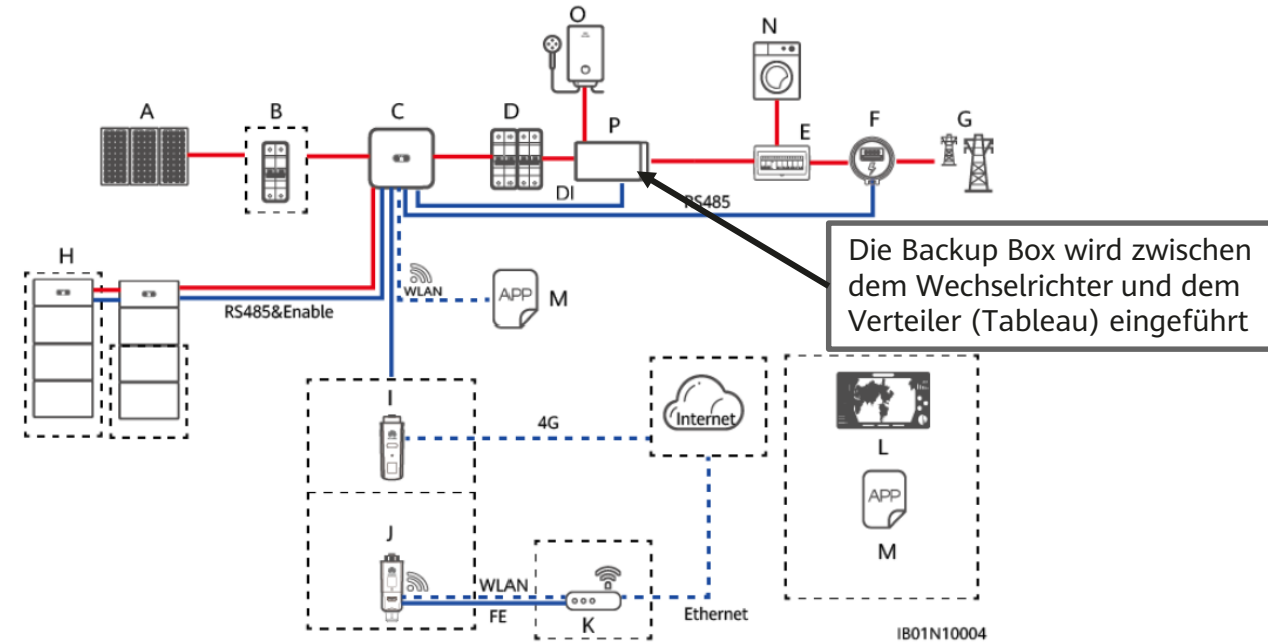 O
N
A
B
C
D
P
E
F
G
DI
RS485
Die Backup Box wird zwischen
dem Wechselrichter und dem
Verteiler (Tableau) eingeführt
H
WLAN
APP
M
RS485&Enable
I
4G
Internet
L
APP
M
J
WLAN
FE
K
Ethernet
IB01N10004